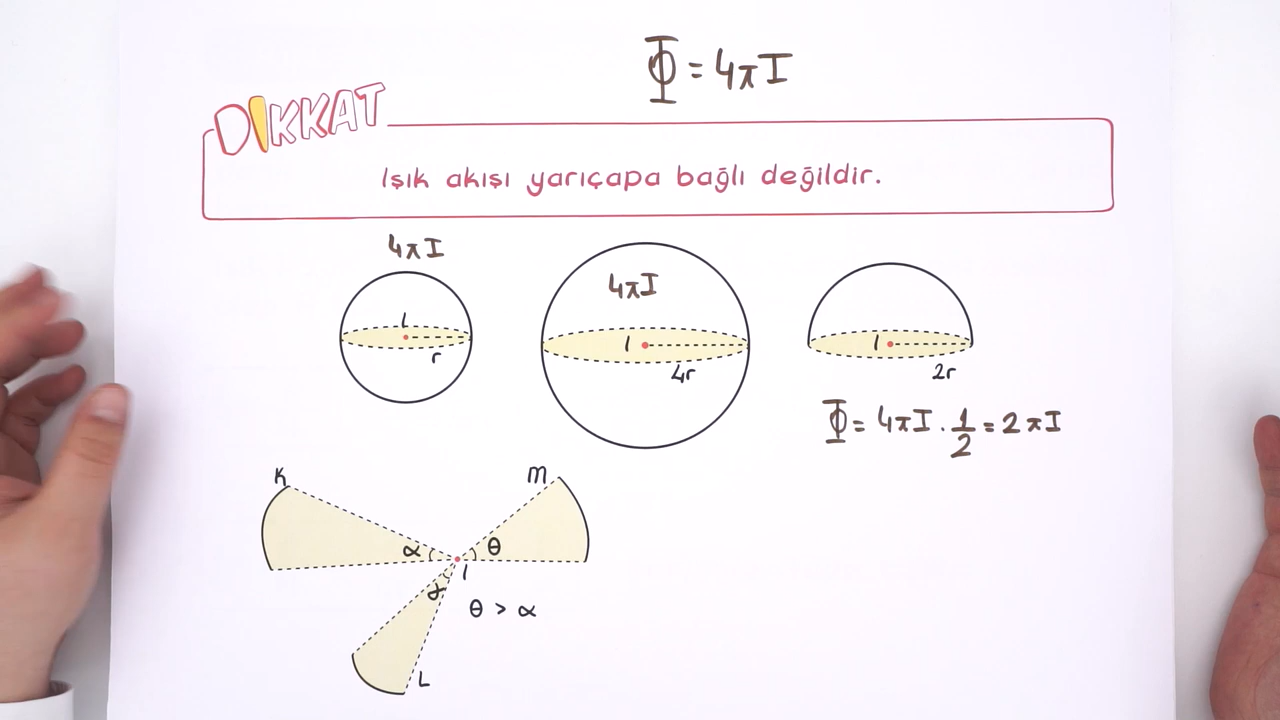 Φ = 4πI
DİKKAT
Işık akışı yarıçapa bağlı değildir.
4πI
I
r
4πI
I
4r
I
2r
Φ = 4πI · 1/2 = 2πI
K
M
α
θ
I
α
θ > α
L